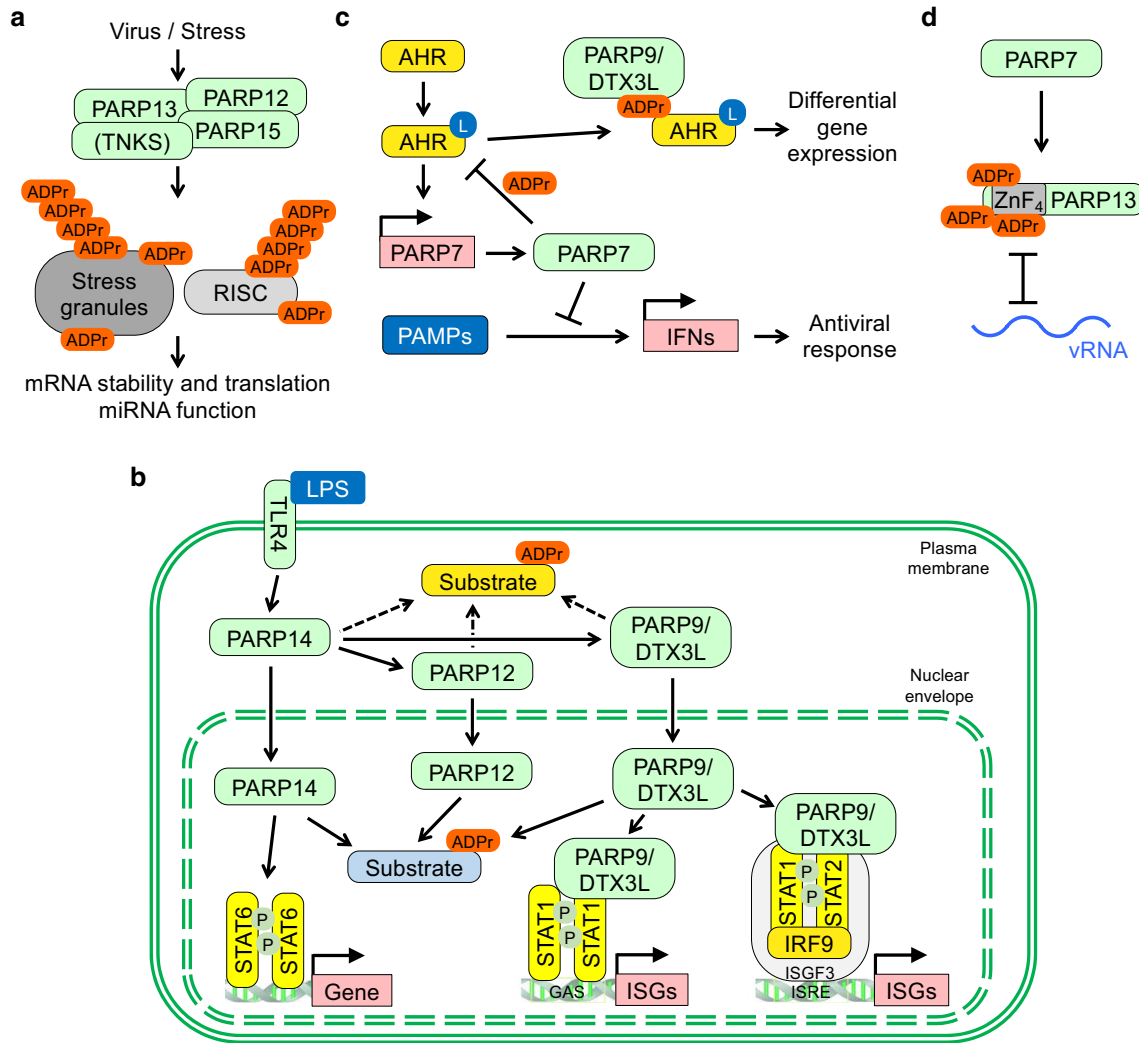 a
Virus / Stress
PARP13
PARP12
(TNKS)
PARP15
ADPr
ADPr
ADPr
ADPr
ADPr
ADPr
Stress
granules
ADPr
ADPr
ADPr
ADPr
RISC
ADPr
ADPr
mRNA stability and translation
miRNA function
c
AHR
AHR
L
PARP9/
DTX3L
ADPr
AHR
L
Differential
gene
expression
ADPr
PARP7
PARP7
PAMPs
IFNs
Antiviral
response
d
PARP7
ADPr
ZnF4
PARP13
ADPr
ADPr
vRNA
b
LPS
TLR4
Plasma
membrane
ADPr
Substrate
PARP14
PARP9/
DTX3L
PARP12
Nuclear
envelope
PARP14
PARP12
PARP9/
DTX3L
ADPr
Substrate
PARP9/
DTX3L
PARP9/
DTX3L
STAT6
P
P
STAT6
Gene
STAT1
P
P
STAT1
GAS
ISGs
STAT1
P
P
STAT2
IRF9
ISGF3
ISRE
ISGs